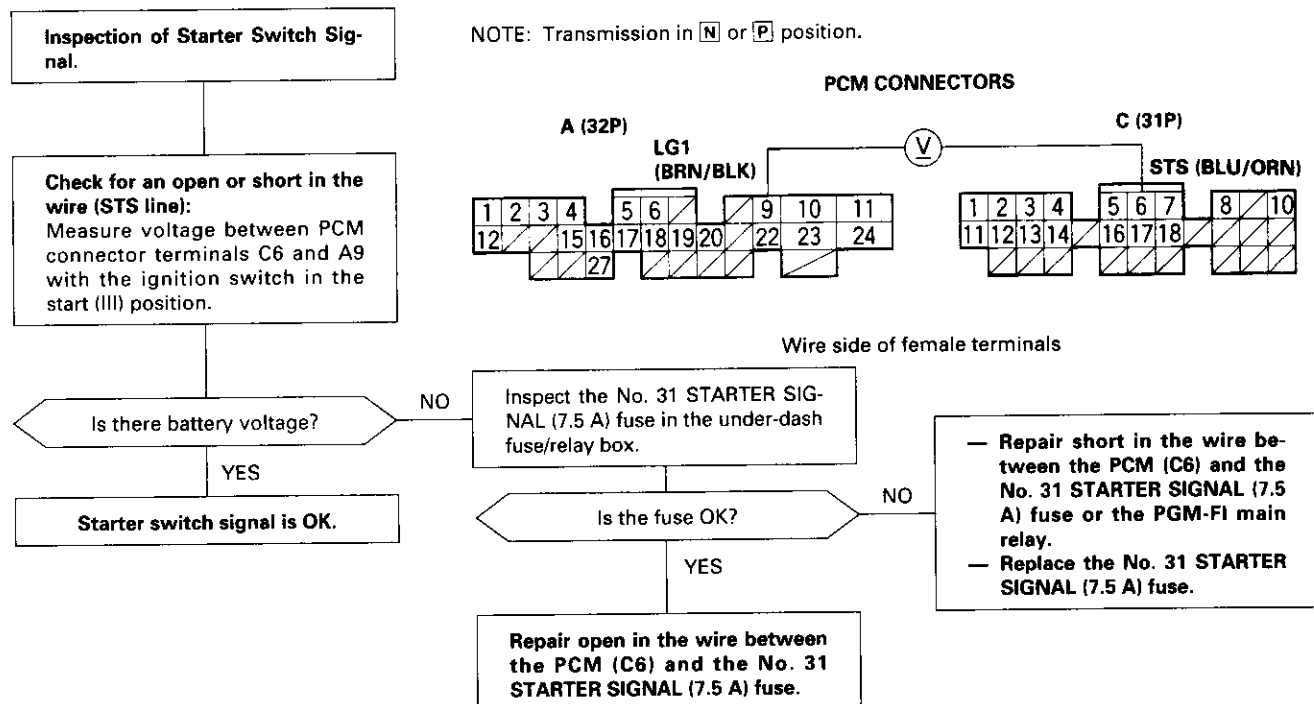 Inspection of Starter Switch Sig-
nal.
NOTE: Transmission in N or P position.
PCM CONNECTORS
A (32P)
LG1
(BRN/BLK)
V
C (31P)
STS (BLU/ORN)
1 2 3 4 5 6 9 10 11
12 15 16 17 18 19 20 22 23 24
27
1 2 3 4 5 6 7 8 10
11 12 13 14 16 17 18
Wire side of female terminals
Check for an open or short in the
wire (STS line):
Measure voltage between PCM
connector terminals C6 and A9
with the ignition switch in the
start (III) position.
Is there battery voltage?
NO
YES
Starter switch signal is OK.
Inspect the No. 31 STARTER SIG-
NAL (7.5 A) fuse in the under-dash
fuse/relay box.
Is the fuse OK?
NO
YES
Repair open in the wire between
the PCM (C6) and the No. 31
STARTER SIGNAL (7.5 A) fuse.
— Repair short in the wire be-
tween the PCM (C6) and the
No. 31 STARTER SIGNAL (7.5
A) fuse or the PGM-FI main
relay.
— Replace the No. 31 STARTER
SIGNAL (7.5 A) fuse.